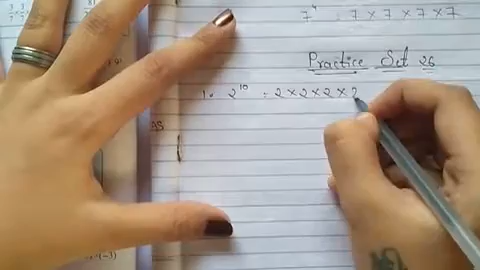 7⁴ = 7 × 7 × 7 × 7
Practice Set 26
1. 2¹⁰ = 2 × 2 × 2 × 2